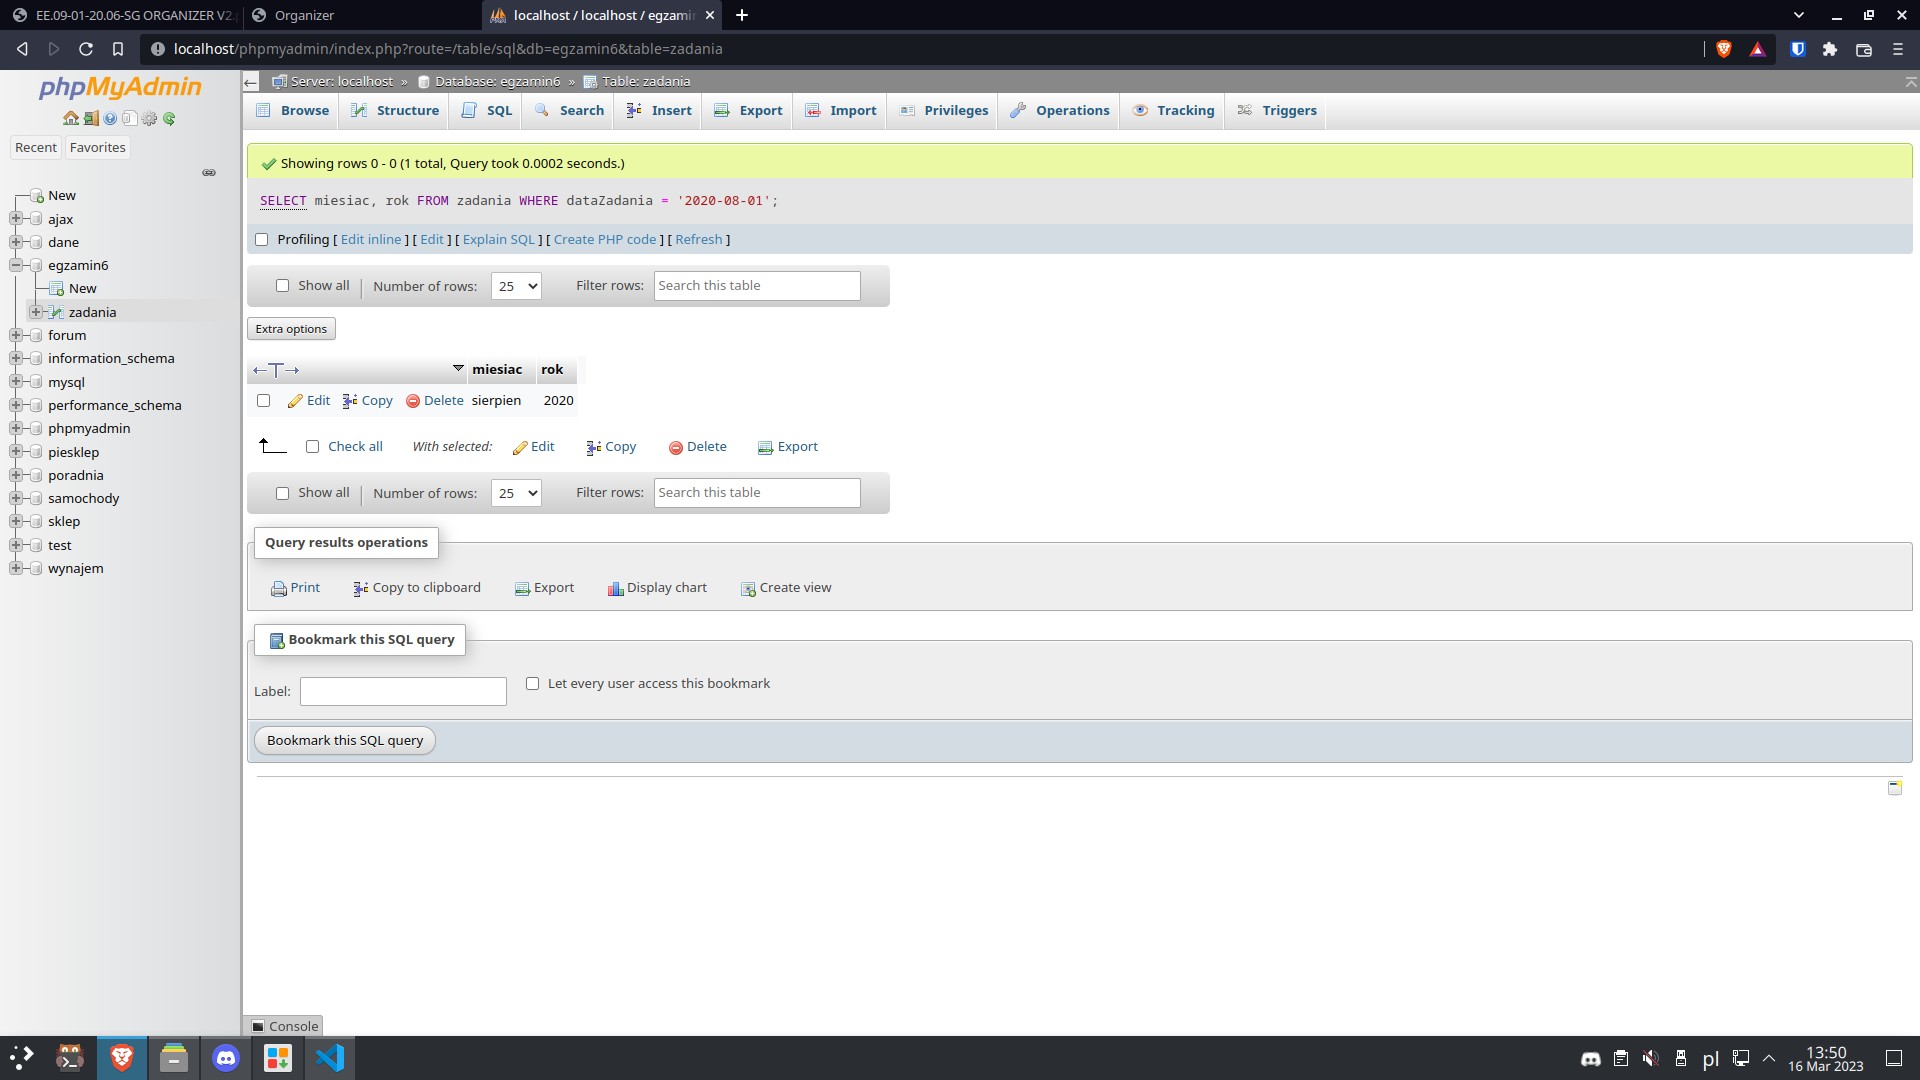 EE.09-01-20.06-SG ORGANIZER V2.
Organizer
localhost / localhost / egzami
localhost/phpmyadmin/index.php?route=/table/sql&db=egzamin6&table=zadania
phpMyAdmin
Server: localhost » Database: egzamin6 » Table: zadania
Browse Structure SQL Search Insert Export Import Privileges Operations Tracking Triggers
Recent Favorites
New
ajax
dane
egzamin6
New
zadania
forum
information_schema
mysql
performance_schema
phpmyadmin
piesklep
poradnia
samochody
sklep
test
wynajem
Showing rows 0 - 0 (1 total, Query took 0.0002 seconds.)
SELECT miesiac, rok FROM zadania WHERE dataZadania = '2020-08-01';
Profiling [ Edit inline ] [ Edit ] [ Explain SQL ] [ Create PHP code ] [ Refresh ]
Show all Number of rows: 25 Filter rows: Search this table
Extra options
←T→ miesiac rok
Edit Copy Delete sierpien 2020
Check all With selected: Edit Copy Delete Export
Show all Number of rows: 25 Filter rows: Search this table
Query results operations
Print Copy to clipboard Export Display chart Create view
Bookmark this SQL query
Label: Let every user access this bookmark
Bookmark this SQL query
Console
pl
13:50
16 Mar 2023